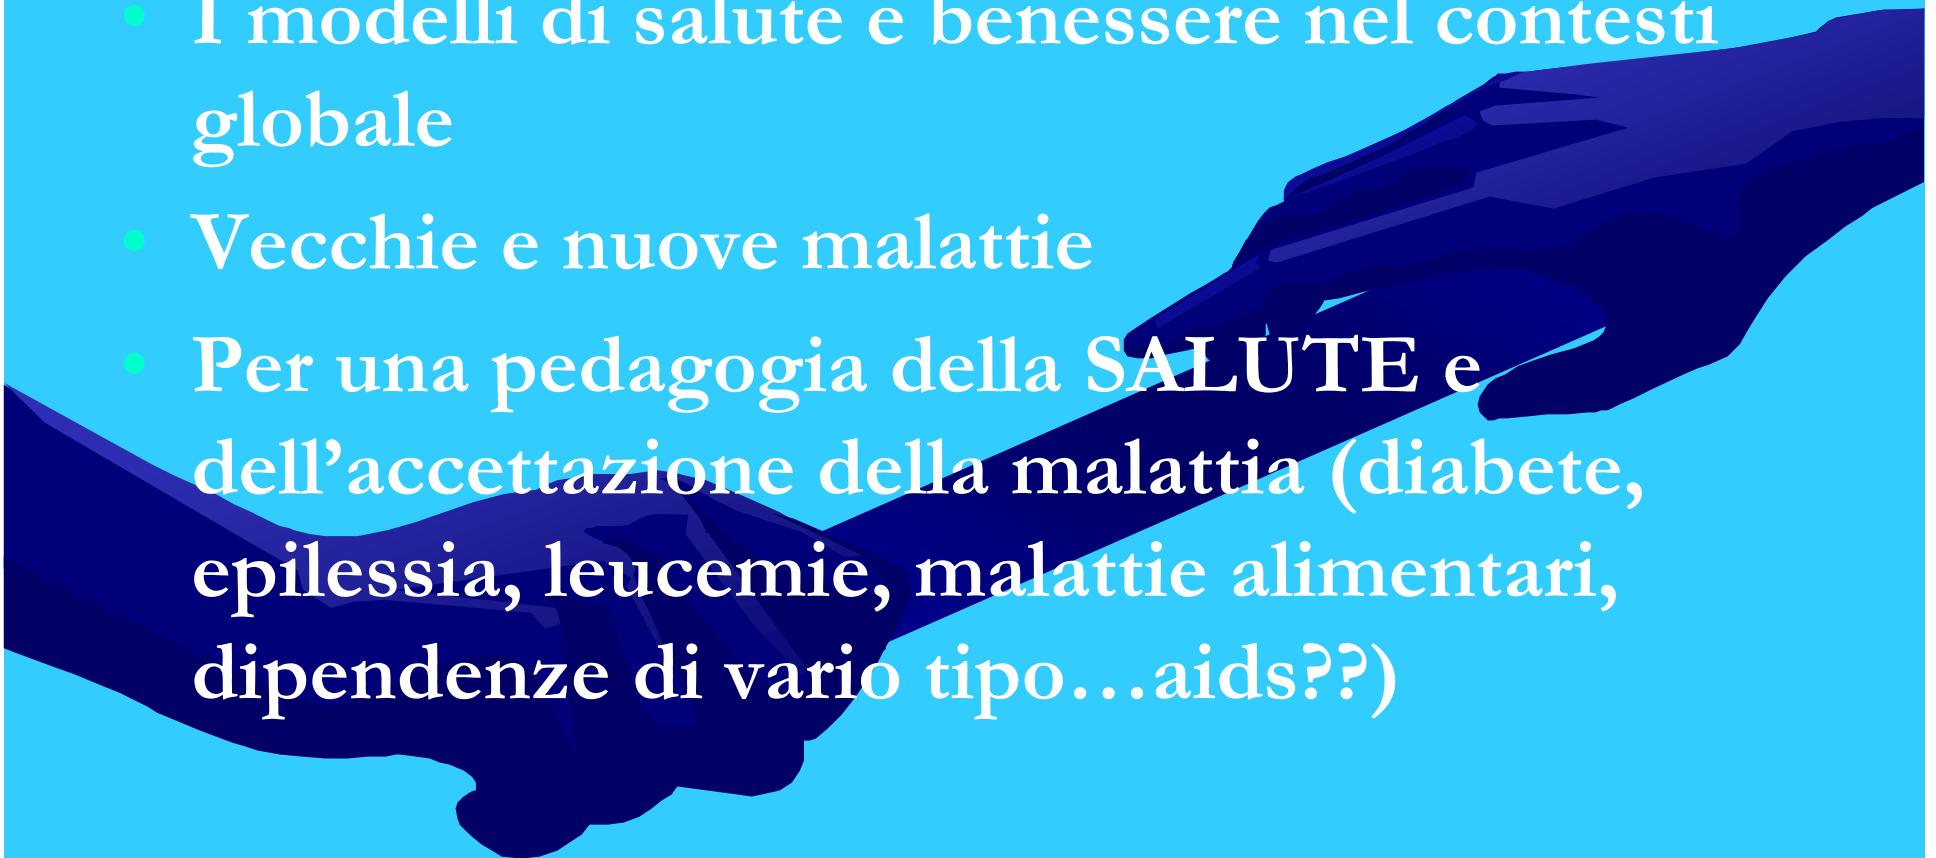 • I modelli di salute e benessere nel contesti
globale
• Vecchie e nuove malattie
• Per una pedagogia della SALUTE e
dell’accettazione della malattia (diabete,
epilessia, leucemie, malattie alimentari,
dipendenze di vario tipo…aids??)